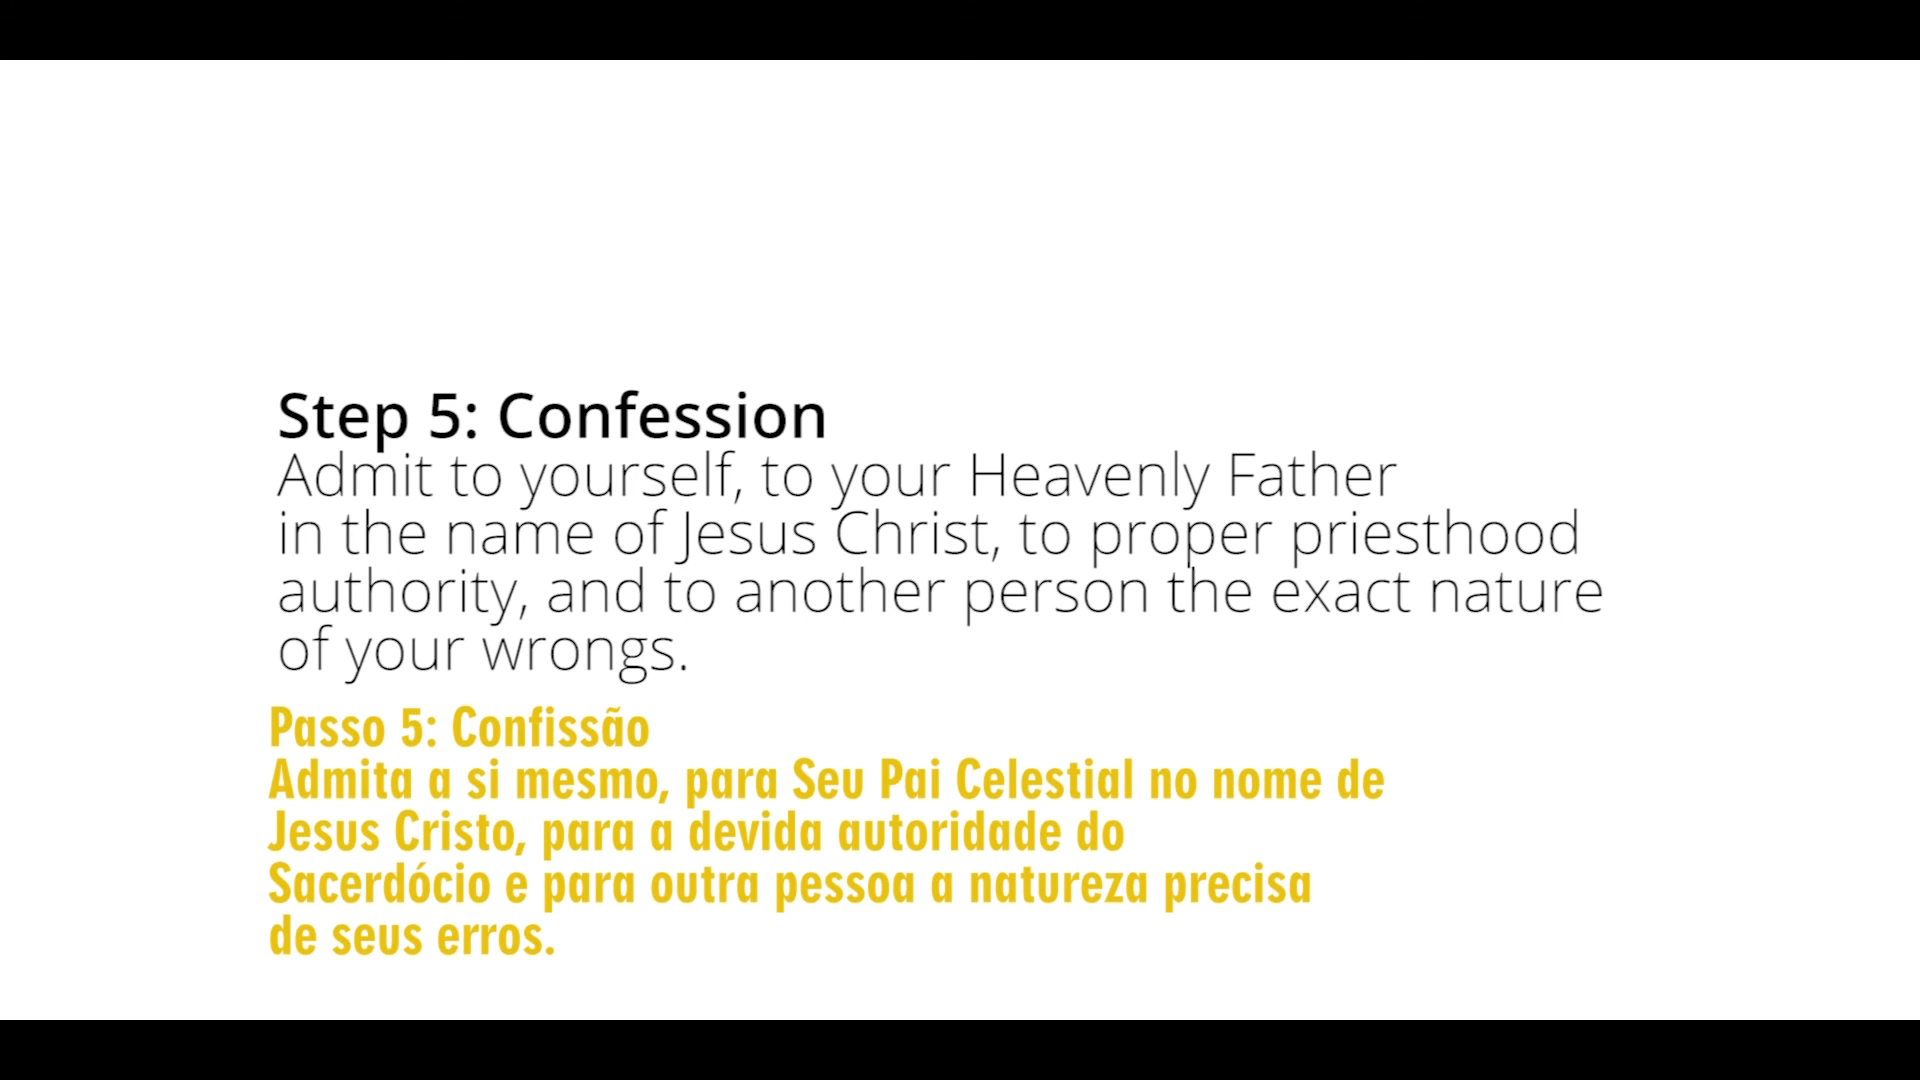 Step 5: Confession
Admit to yourself, to your Heavenly Father
in the name of Jesus Christ, to proper priesthood
authority, and to another person the exact nature
of your wrongs.
Passo 5: Confissão
Admita a si mesmo, para Seu Pai Celestial no nome de
Jesus Cristo, para a devida autoridade do
Sacerdócio e para outra pessoa a natureza precisa
de seus erros.